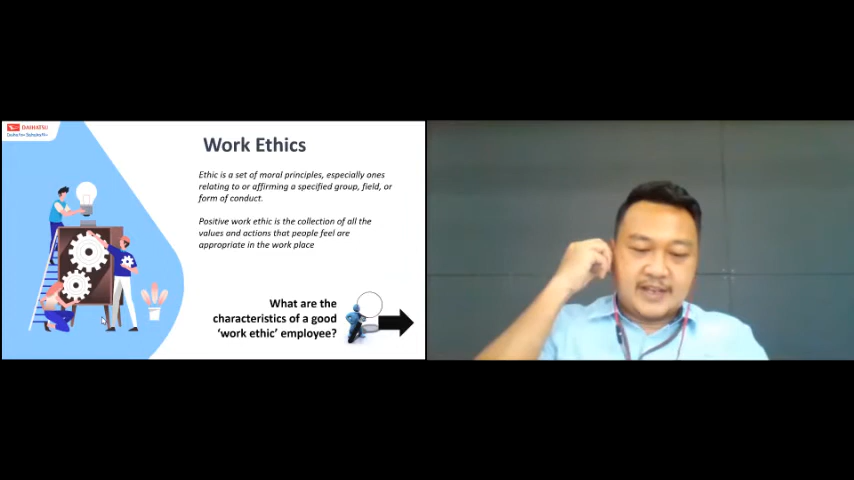 DAIHATSU
Work Ethics
Ethic is a set of moral principles, especially ones
relating to or affirming a specified group, field, or
form of conduct.
Positive work ethic is the collection of all the
values and actions that people feel are
appropriate in the work place
What are the
characteristics of a good
‘work ethic’ employee?